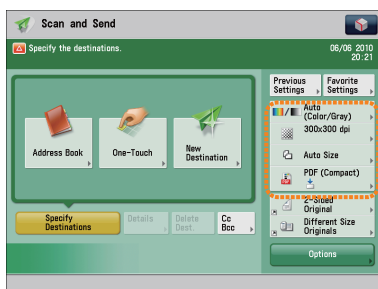 Scan and Send
Specify the destinations.
06/06 2010
20:21
Previous
Settings
Favorite
Settings
Auto
(Color/Gray)
300x300 dpi
Auto Size
PDF (Compact)
2-Sided
Original
Different Size
Originals
Options
Address Book
One-Touch
New
Destination
Specify
Destinations
Details
Delete
Dest.
Cc
Bcc